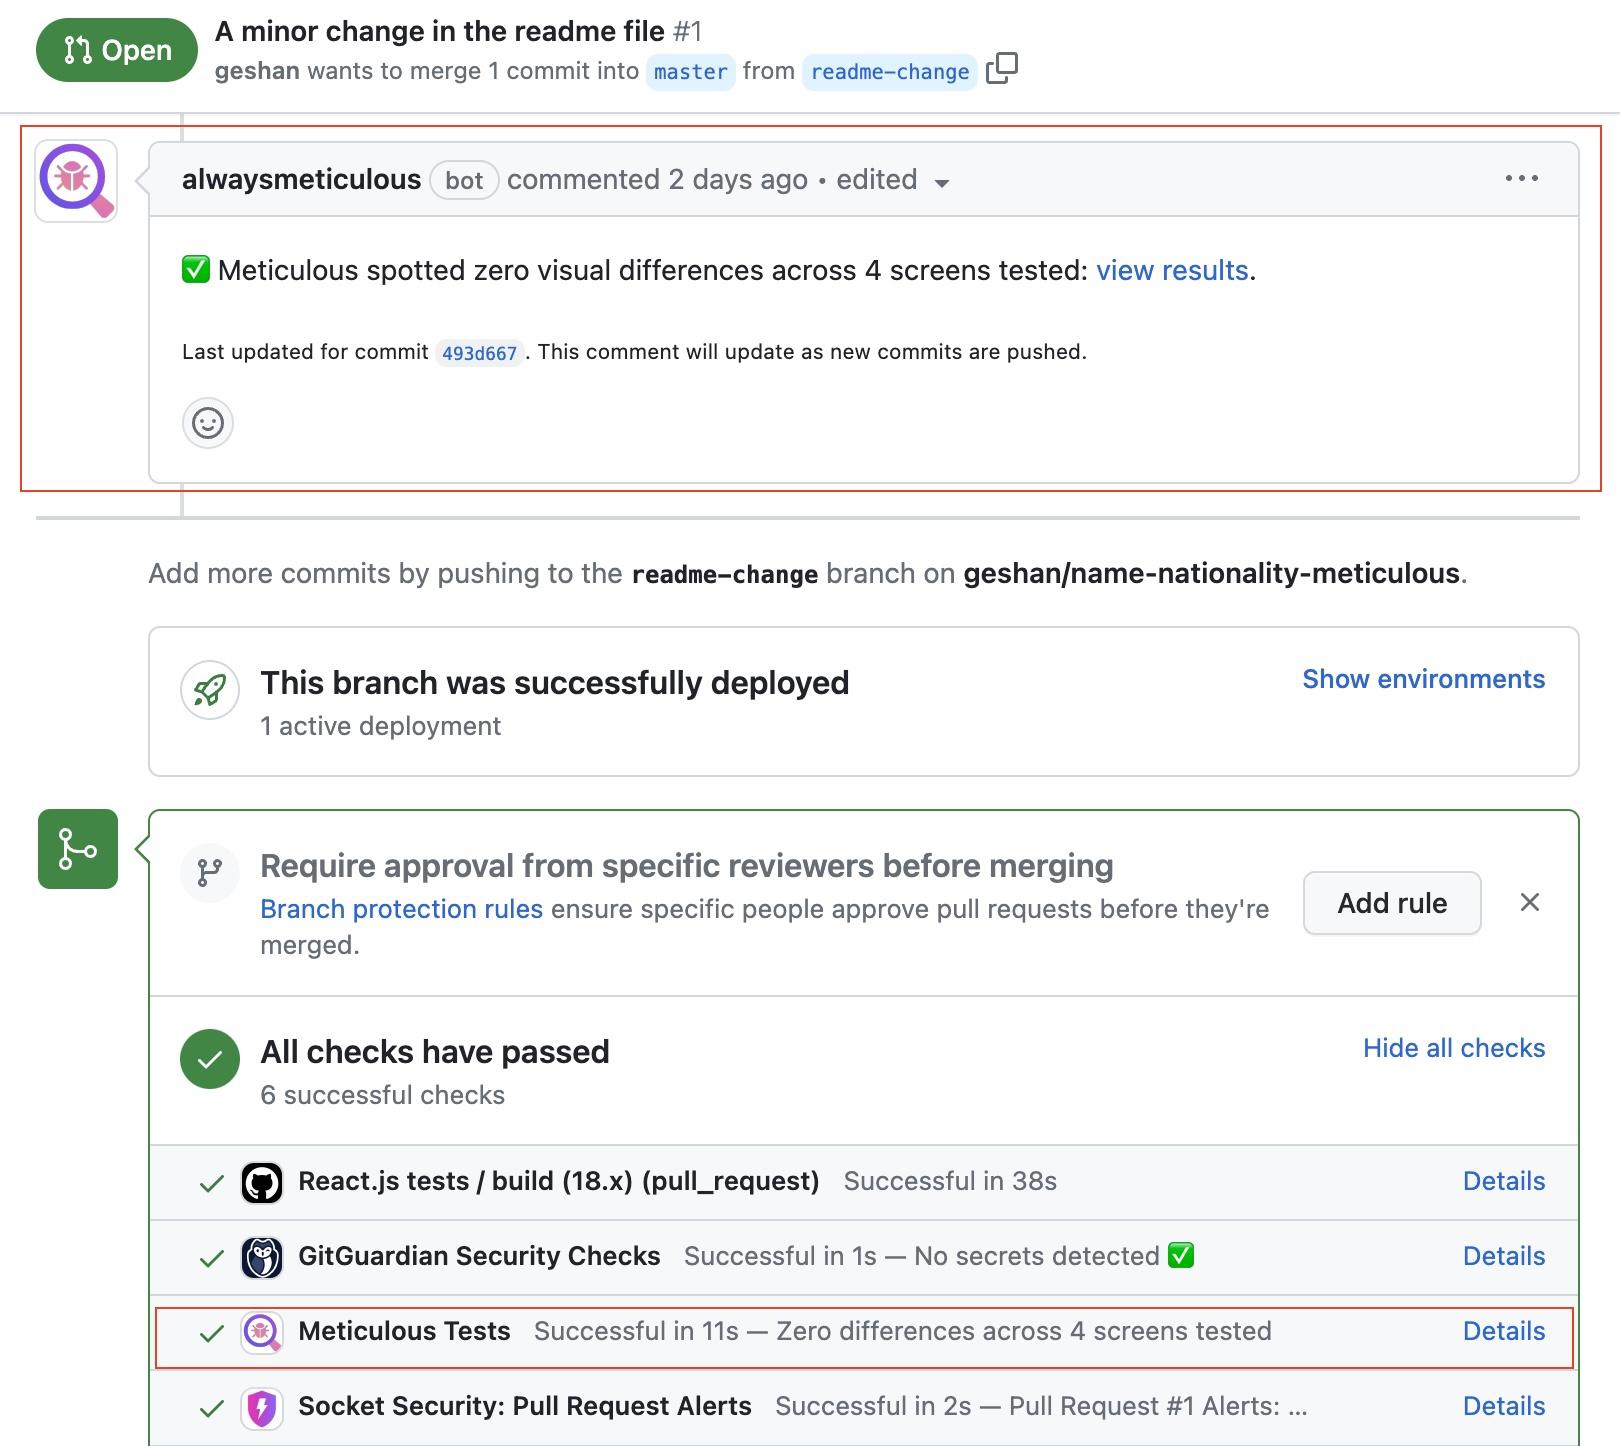 Open
A minor change in the readme file #1
geshan wants to merge 1 commit into master from readme-change
alwaysmeticulous bot commented 2 days ago • edited
✅ Meticulous spotted zero visual differences across 4 screens tested: view results.
Last updated for commit 493d667. This comment will update as new commits are pushed.
Add more commits by pushing to the readme-change branch on geshan/name-nationality-meticulous.
This branch was successfully deployed
Show environments
1 active deployment
Require approval from specific reviewers before merging
Branch protection rules ensure specific people approve pull requests before they're
merged.
Add rule
All checks have passed
Hide all checks
6 successful checks
React.js tests / build (18.x) (pull_request) Successful in 38s Details
GitGuardian Security Checks Successful in 1s — No secrets detected ✅ Details
Meticulous Tests Successful in 11s — Zero differences across 4 screens tested Details
Socket Security: Pull Request Alerts Successful in 2s — Pull Request #1 Alerts: ... Details